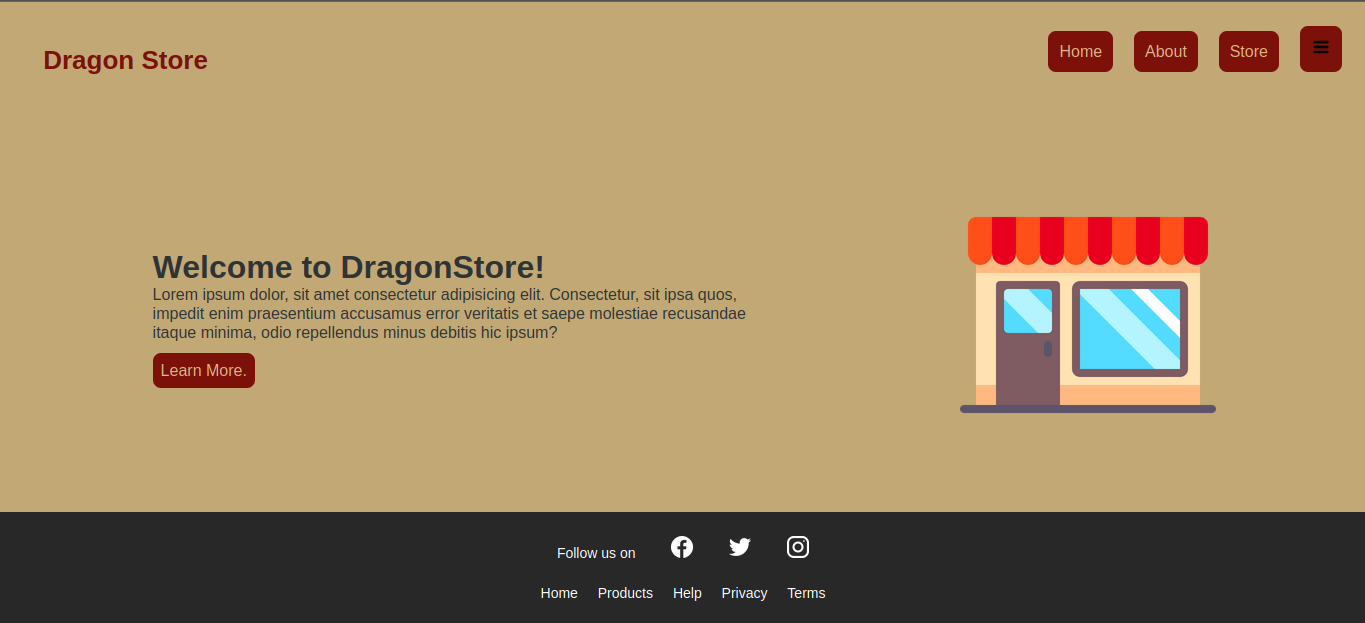 Dragon Store
Home
About
Store
Welcome to DragonStore!
Lorem ipsum dolor, sit amet consectetur adipisicing elit. Consectetur, sit ipsa quos,
impedit enim praesentium accusamus error veritatis et saepe molestiae recusandae
itaque minima, odio repellendus minus debitis hic ipsum?
Learn More.
Follow us on
Home Products Help Privacy Terms